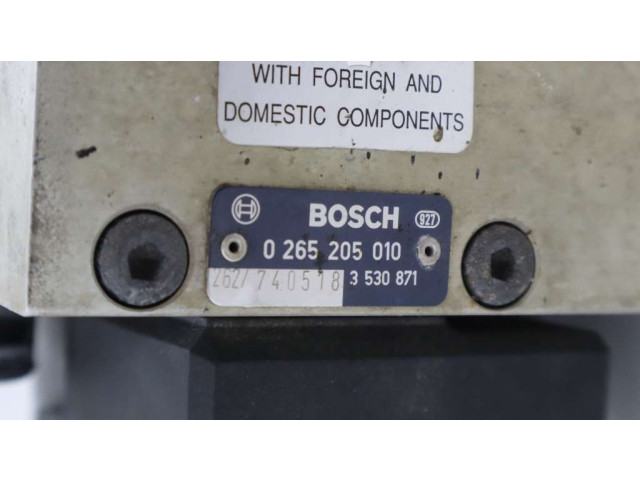 WITH FOREIGN AND
DOMESTIC COMPONENTS
BOSCH 927
0 265 205 010
262/ 740518 3 530 871